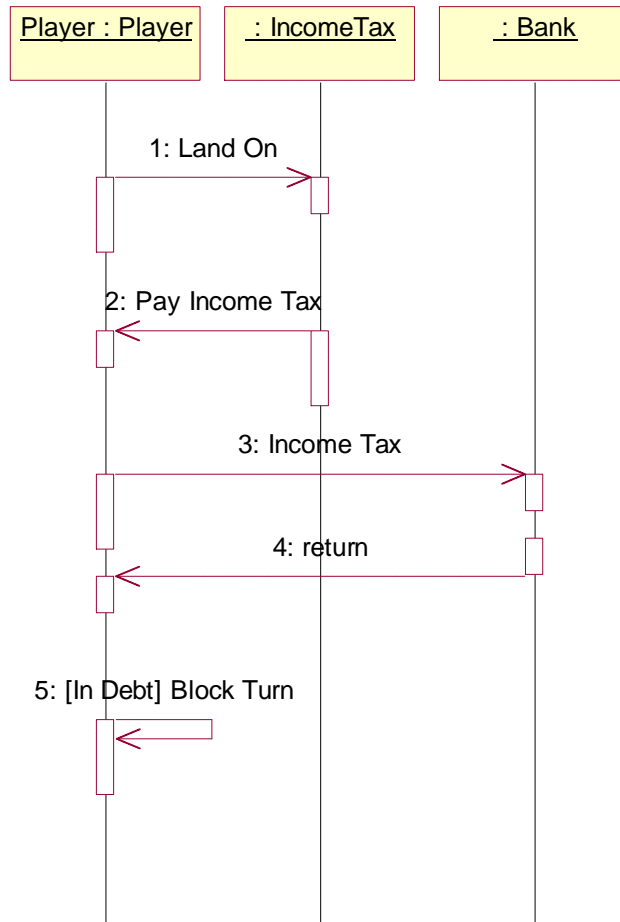 Player : Player
: IncomeTax
: Bank
1: Land On
2: Pay Income Tax
3: Income Tax
4: return
5: [In Debt] Block Turn